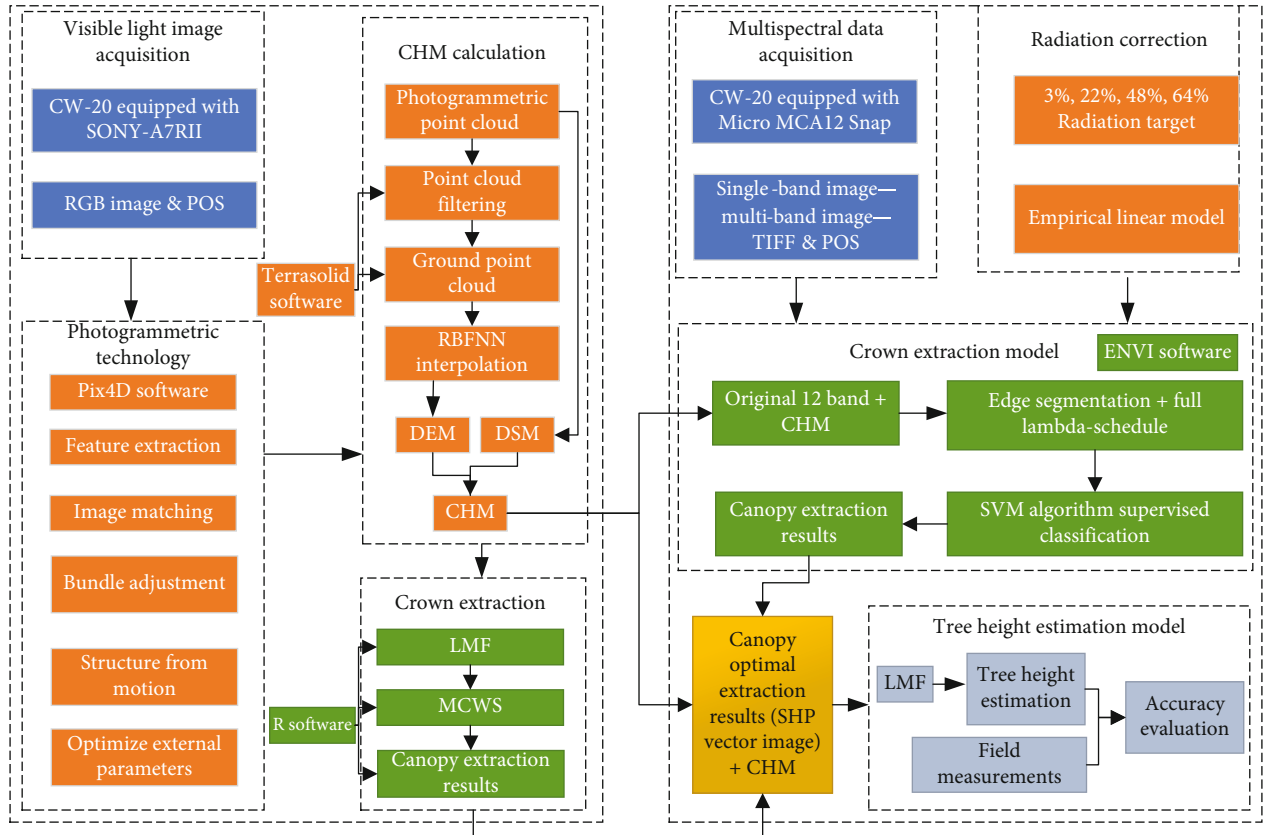 Visible light image
acquisition
CW-20 equipped with
SONY-A7RII
RGB image & POS
Photogrammetric
technology
Pix4D software
Feature extraction
Image matching
Bundle adjustment
Structure from
motion
Optimize external
parameters
CHM calculation
Photogrammetric
point cloud
Point cloud
filtering
Terrasolid
software
Ground point
cloud
RBFNN
interpolation
DEM
DSM
CHM
Crown extraction
R software
LMF
MCWS
Canopy extraction
results
Multispectral data
acquisition
CW-20 equipped with
Micro MCA12 Snap
Single -band image—
multi-band image—
TIFF & POS
Radiation correction
3%, 22%, 48%, 64%
Radiation target
Empirical linear model
Crown extraction model
ENVI software
Original 12 band +
CHM
Edge segmentation + full
lambda-schedule
SVM algorithm supervised
classification
Canopy extraction
results
Canopy
optimal
extraction
results (SHP
vector image)
+ CHM
Tree height estimation model
LMF
Tree height
estimation
Field
measurements
Accuracy
evaluation